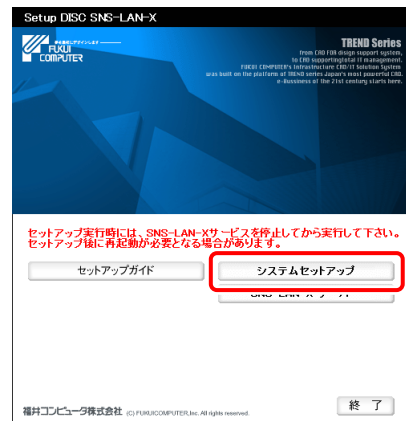 Setup DISC SNS-LAN-X
FUKUI
COMPUTER
TREND Series
from CAD FOR design support system,
to CAD supportingtotal IT management.
FUKUI COMPUTER's Infrastructure CAD/IT Solution System
aras built on the platform of TREND series Japan's most powerful CAD.
e-Bussiness of the 21st century starts here.
セットアップ実行時には、SNS-LAN-Xサービスを停止してから実行して下さい。
セットアップ後に再起動が必要となる場合があります。
セットアップガイド
システムセットアップ
終 了
福井コンピュータ株式会社 (C) FUKUICOMPUTER,Inc. All rights reserved.